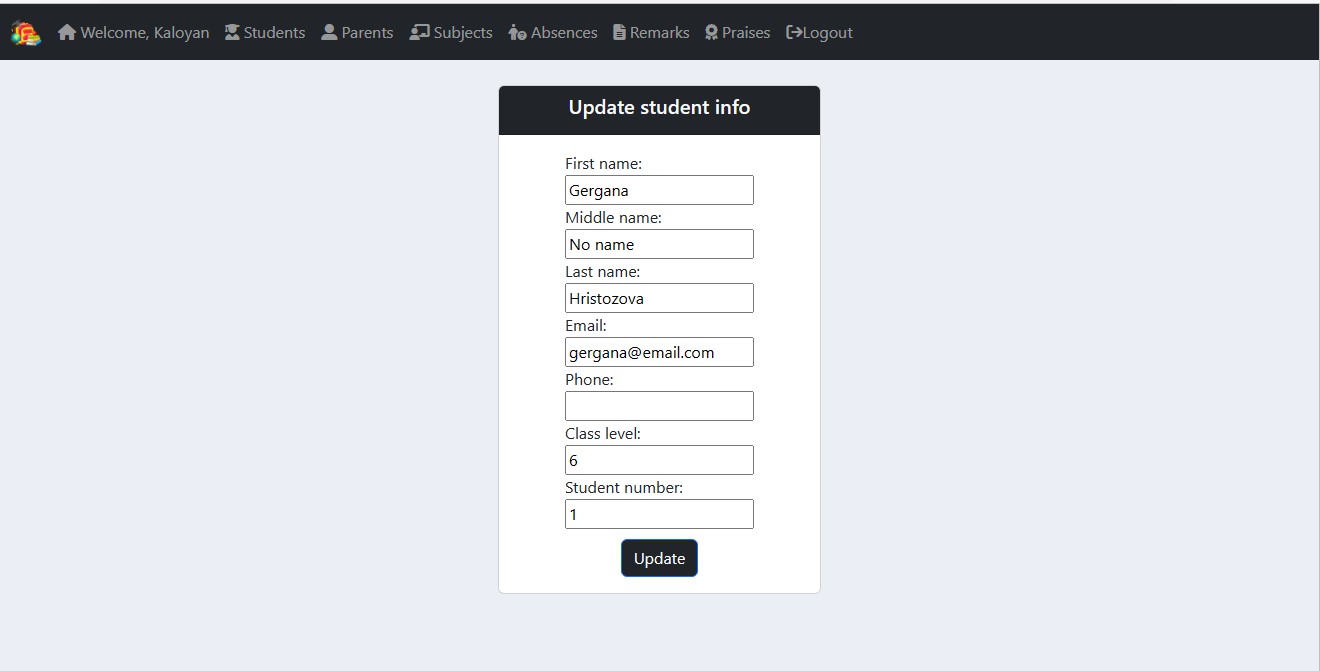 Welcome, Kaloyan Students Parents Subjects Absences Remarks Praises Logout
Update student info
First name:
Gergana
Middle name:
No name
Last name:
Hristozova
Email:
gergana@email.com
Phone:
Class level:
6
Student number:
1
Update